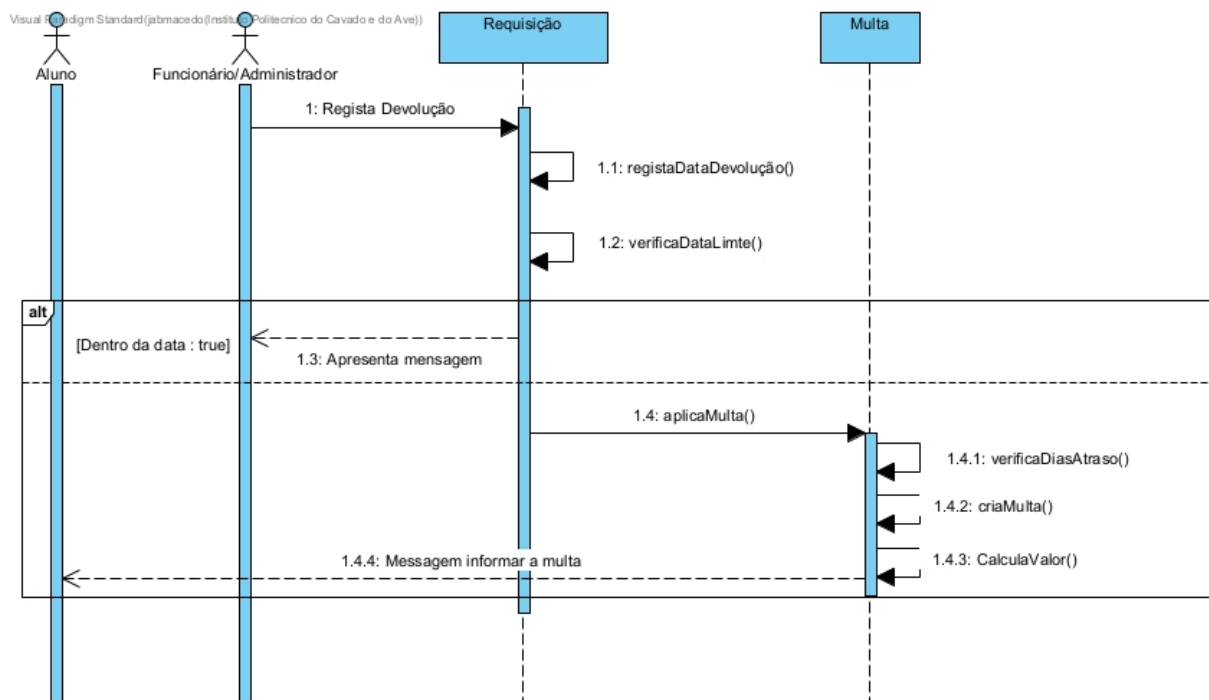 Visual Paradigm Standard(jabmacedo(Instituto Politecnico do Cavado e do Ave))
Requisição
Multa
Aluno
Funcionário/Administrador
1: Regista Devolução
1.1: registaDataDevolução()
1.2: verificaDataLimte()
alt
[Dentro da data : true]
1.3: Apresenta mensagem
1.4: aplicaMulta()
1.4.1: verificaDiasAtraso()
1.4.2: criaMulta()
1.4.3: CalculaValor()
1.4.4: Messagem informar a multa